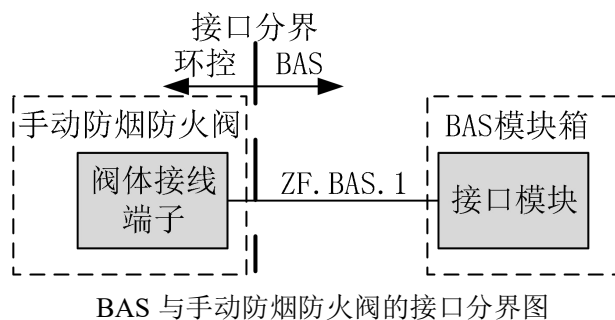 接口分界
环控 BAS
手动防烟防火阀
BAS模块箱
阀体接线
端子
ZF.BAS.1
接口模块
BAS 与手动防烟防火阀的接口分界图